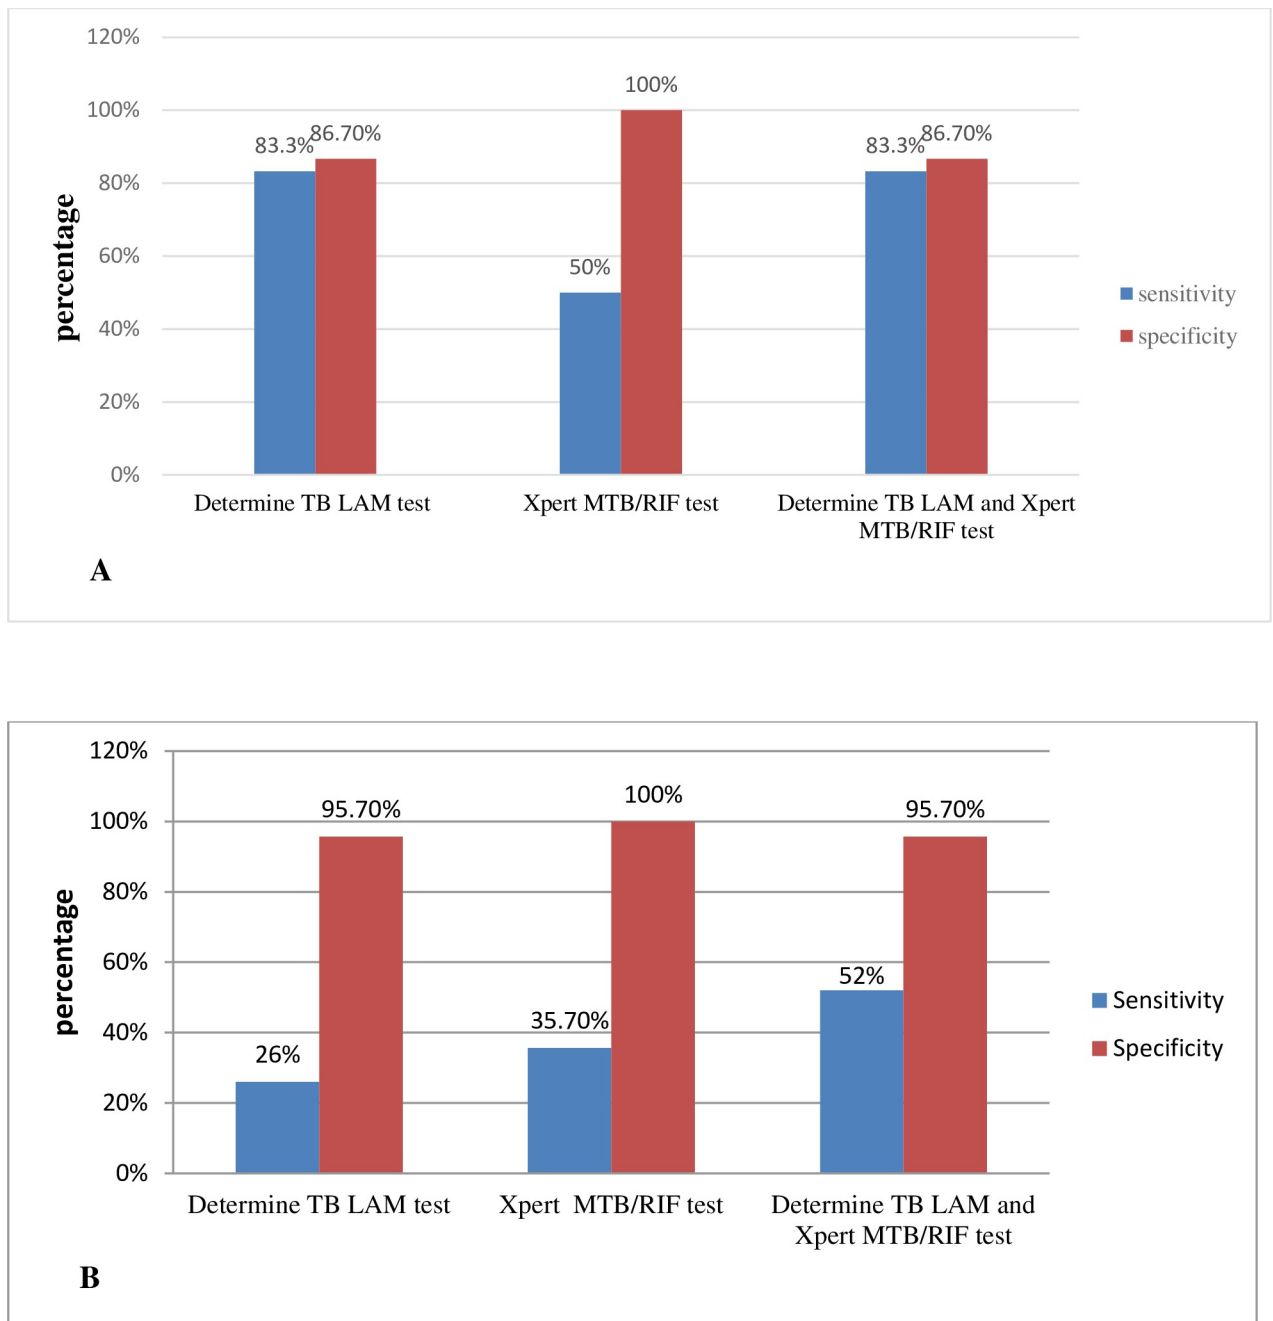 120%
100%
80%
60%
40%
20%
0%
percentage
83.3%
86.70%
50%
100%
83.3%
86.70%
sensitivity
specificity
Determine TB LAM test
Xpert MTB/RIF test
Determine TB LAM and Xpert
MTB/RIF test
A
120%
100%
80%
60%
40%
20%
0%
percentage
26%
95.70%
35.70%
100%
52%
95.70%
Sensitivity
Specificity
Determine TB LAM test
Xpert MTB/RIF test
Determine TB LAM and
Xpert MTB/RIF test
B